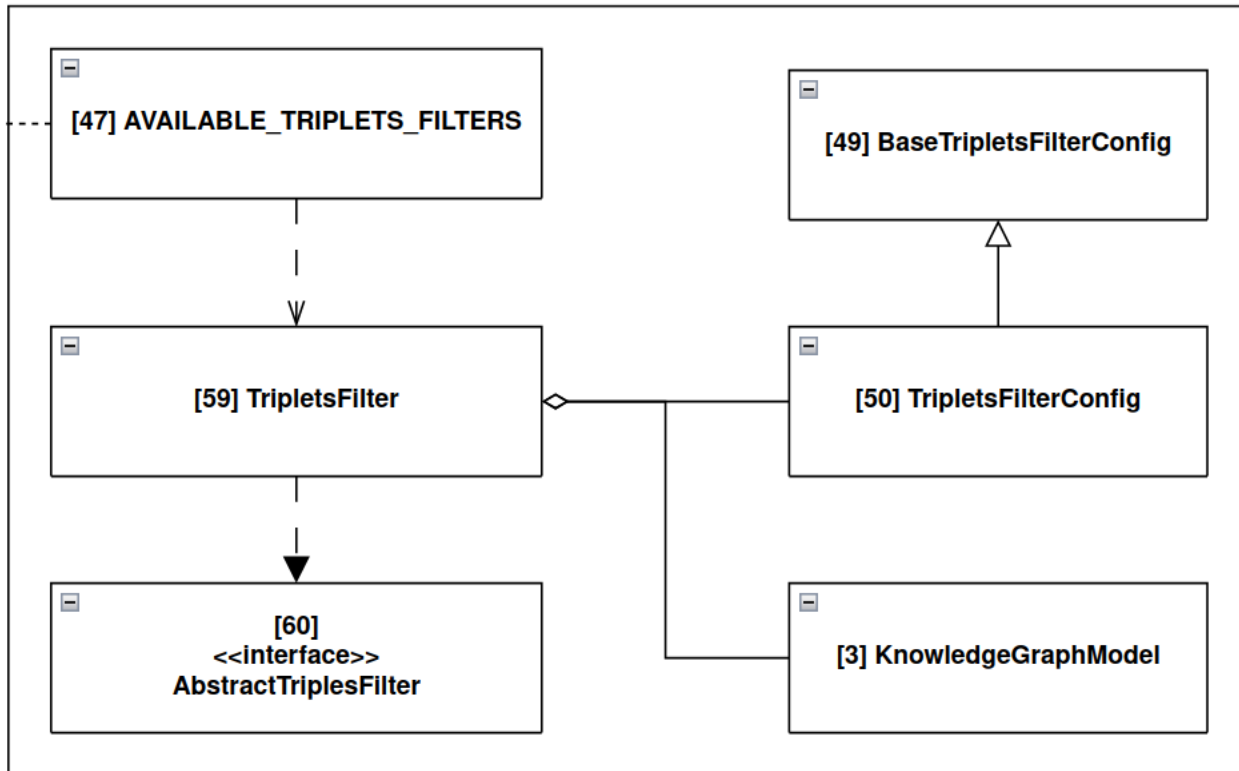 [47] AVAILABLE_TRIPLETS_FILTERS
[49] BaseTripletsFilterConfig
[59] TripletsFilter
[50] TripletsFilterConfig
[60]
<<interface>>
AbstractTriplesFilter
[3] KnowledgeGraphModel